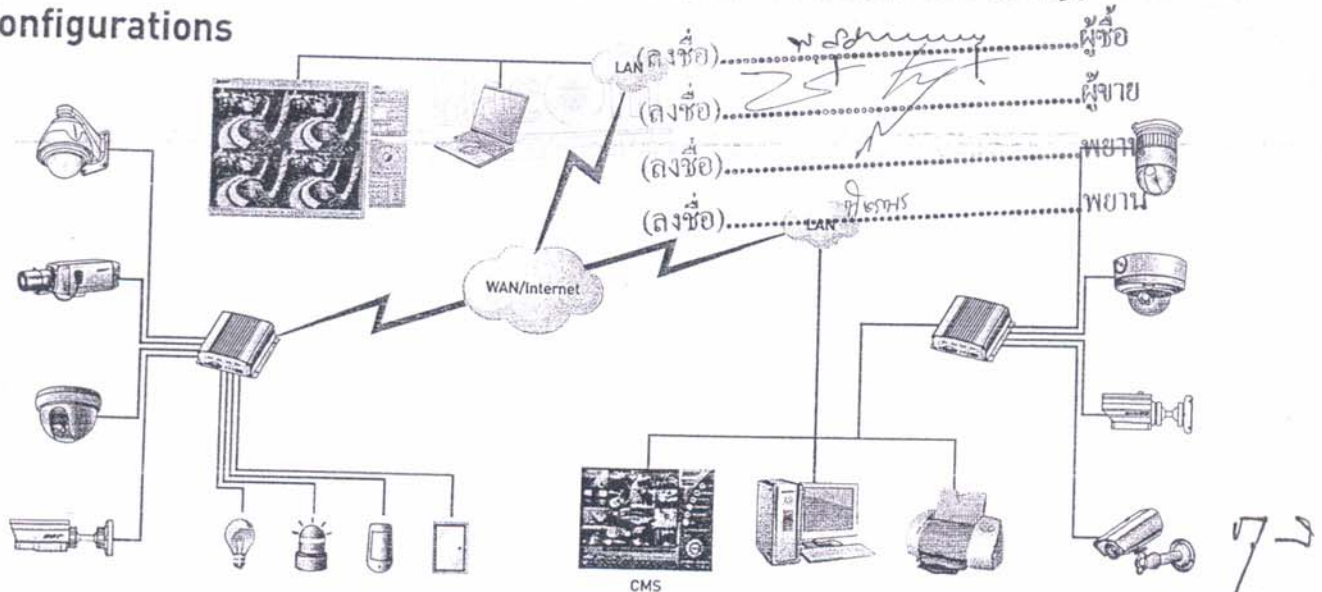 onfigurations
(ลงชื่อ)..........ผู้ซื้อ
LAN
(ลงชื่อ)..........ผู้ขาย
(ลงชื่อ)..........พยาน
(ลงชื่อ)..........พยาน
LAN
WAN/Internet
CMS